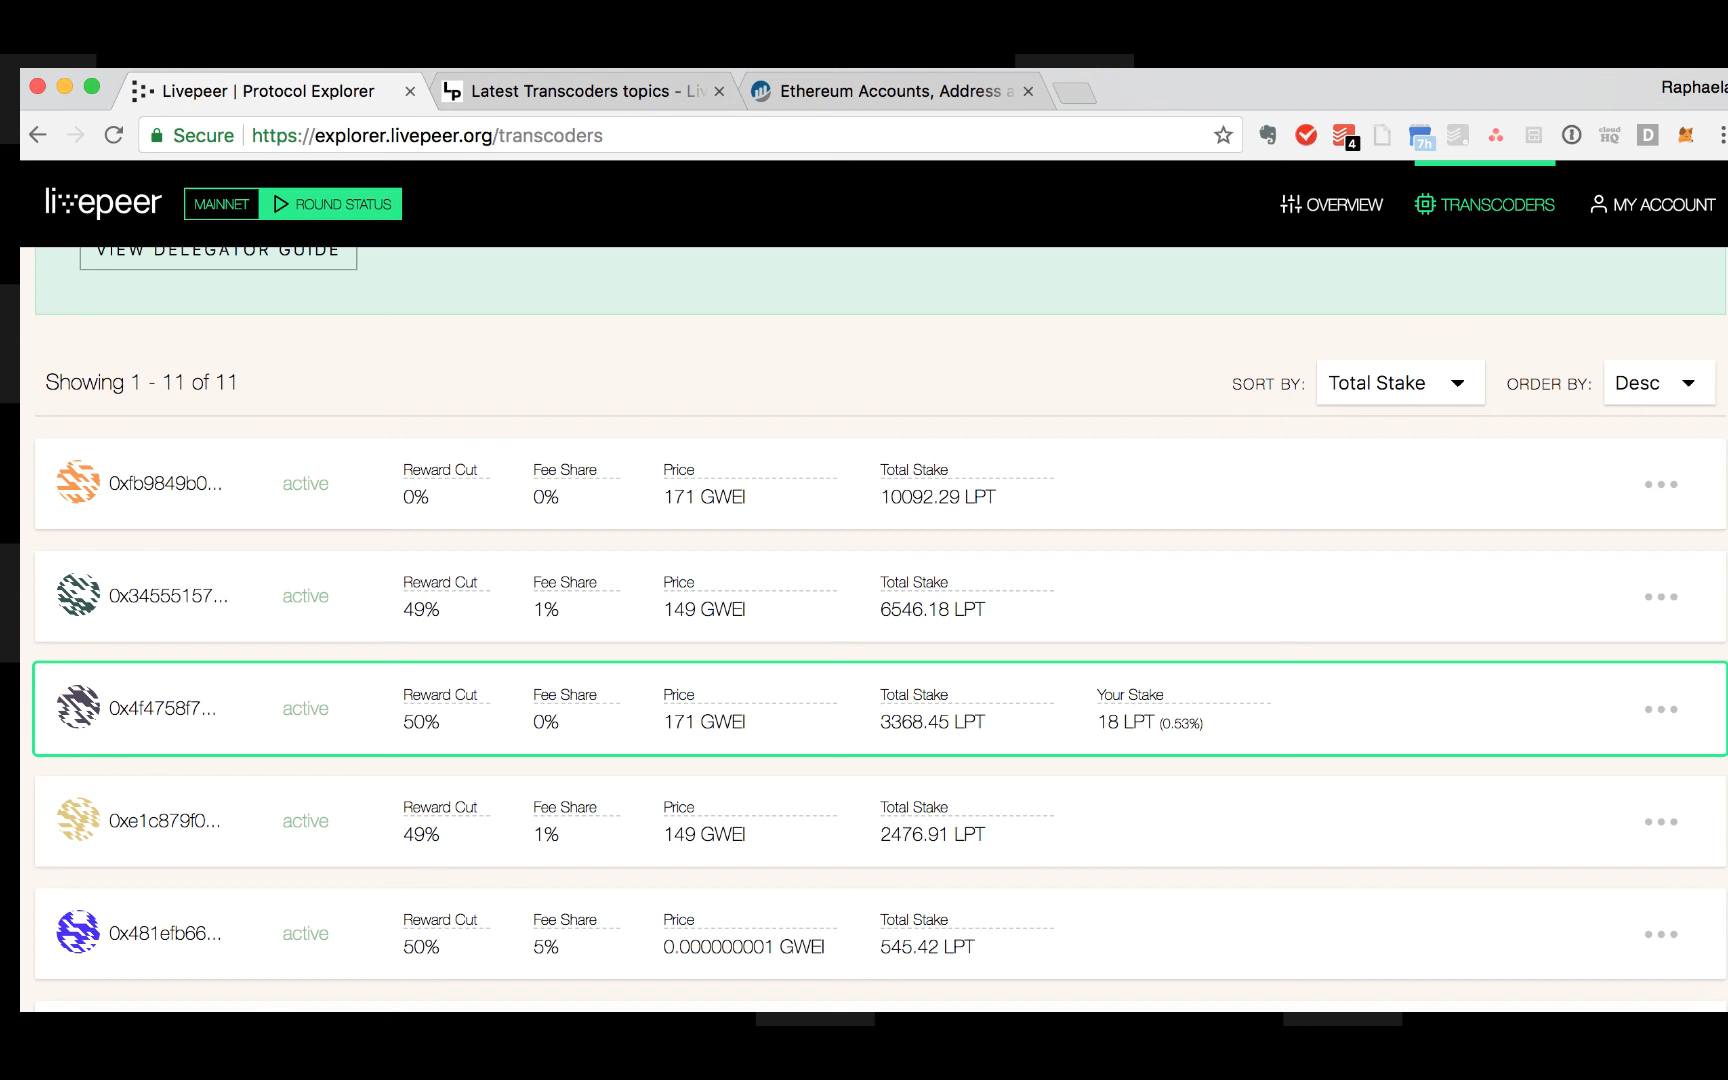 Livepeer | Protocol Explorer
Latest Transcoders topics - Liv
Ethereum Accounts, Address a
Raphaela
Secure
https://explorer.livepeer.org/transcoders
4
7h
cloud HQ
D
livepeer
MAINNET
ROUND STATUS
OVERVIEW
TRANSCODERS
MY ACCOUNT
VIEW DELEGATOR GUIDE
Showing 1 - 11 of 11
SORT BY: Total Stake
ORDER BY: Desc
Reward Cut Fee Share Price Total Stake
0xfb9849b0... active 0% 0% 171 GWEI 10092.29 LPT
Reward Cut Fee Share Price Total Stake
0x34555157... active 49% 1% 149 GWEI 6546.18 LPT
Reward Cut Fee Share Price Total Stake Your Stake
0x4f4758f7... active 50% 0% 171 GWEI 3368.45 LPT 18 LPT (0.53%)
Reward Cut Fee Share Price Total Stake
0xe1c879f0... active 49% 1% 149 GWEI 2476.91 LPT
Reward Cut Fee Share Price Total Stake
0x481efb66... active 50% 5% 0.000000001 GWEI 545.42 LPT